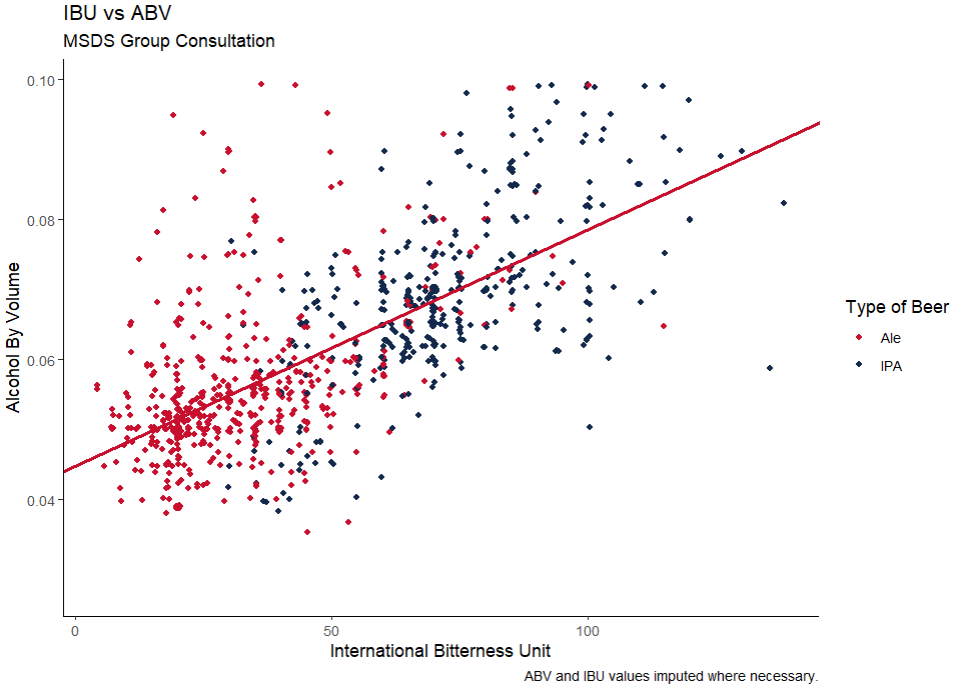 IBU vs ABV
MSDS Group Consultation
0.10
0.08
0.06
0.04
Alcohol By Volume
0
50
100
International Bitterness Unit
Type of Beer
Ale
IPA
ABV and IBU values imputed where necessary.